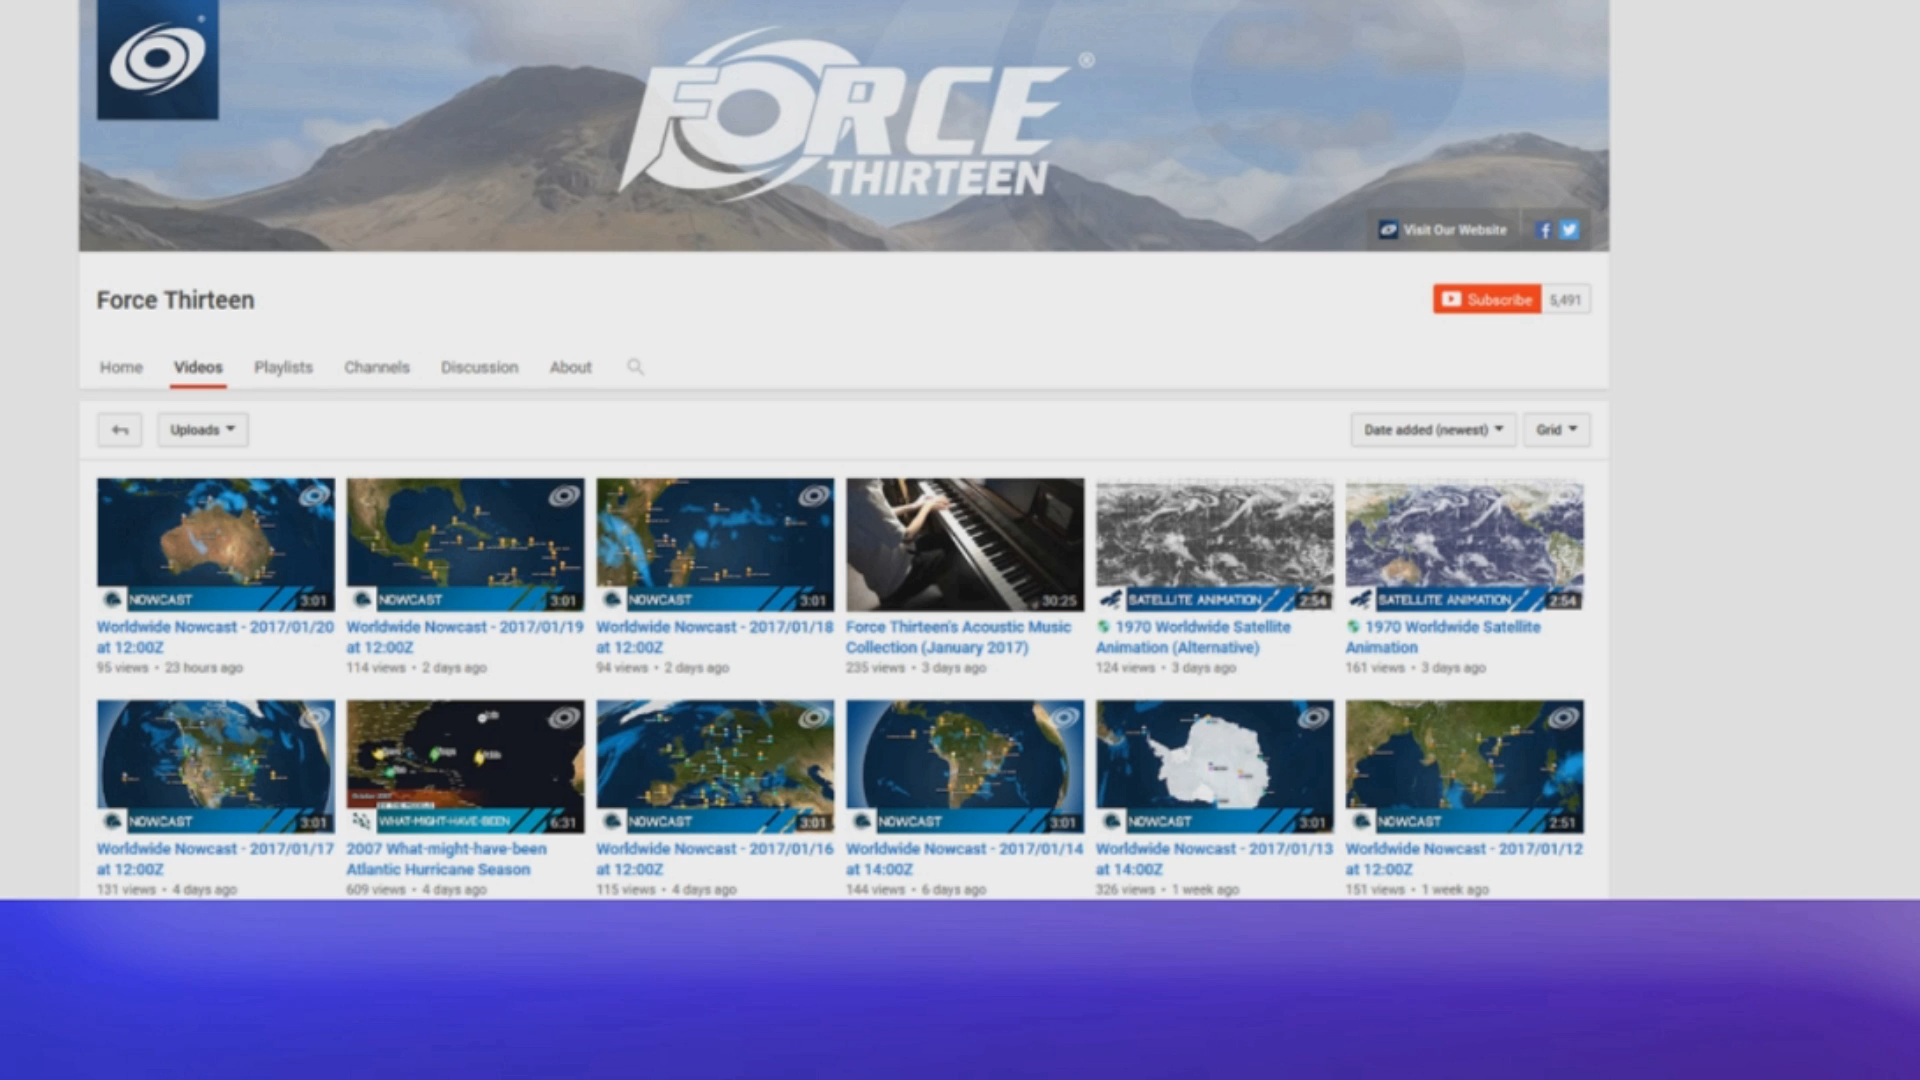 FORCE
THIRTEEN
Visit Our Website
Force Thirteen
Subscribe 5,491
Home Videos Playlists Channels Discussion About
Uploads Date added (newest) Grid
NOWCAST 3:01
NOWCAST 3:01
NOWCAST 3:01
30:25
SATELLITE ANIMATION 2:54
SATELLITE ANIMATION 2:54
Worldwide Nowcast - 2017/01/20
at 12:00Z
95 views • 23 hours ago
Worldwide Nowcast - 2017/01/19
at 12:00Z
114 views • 2 days ago
Worldwide Nowcast - 2017/01/18
at 12:00Z
94 views • 2 days ago
Force Thirteen's Acoustic Music
Collection (January 2017)
235 views • 3 days ago
1970 Worldwide Satellite
Animation (Alternative)
124 views • 3 days ago
1970 Worldwide Satellite
Animation
161 views • 3 days ago
NOWCAST 3:01
WHAT-MIGHT-HAVE-BEEN 6:31
NOWCAST 3:01
NOWCAST 3:01
NOWCAST 3:01
NOWCAST 2:51
Worldwide Nowcast - 2017/01/17
at 12:00Z
131 views • 4 days ago
2007 What-might-have-been
Atlantic Hurricane Season
609 views • 4 days ago
Worldwide Nowcast - 2017/01/16
at 12:00Z
115 views • 4 days ago
Worldwide Nowcast - 2017/01/14
at 14:00Z
144 views • 6 days ago
Worldwide Nowcast - 2017/01/13
at 14:00Z
326 views • 1 week ago
Worldwide Nowcast - 2017/01/12
at 12:00Z
151 views • 1 week ago